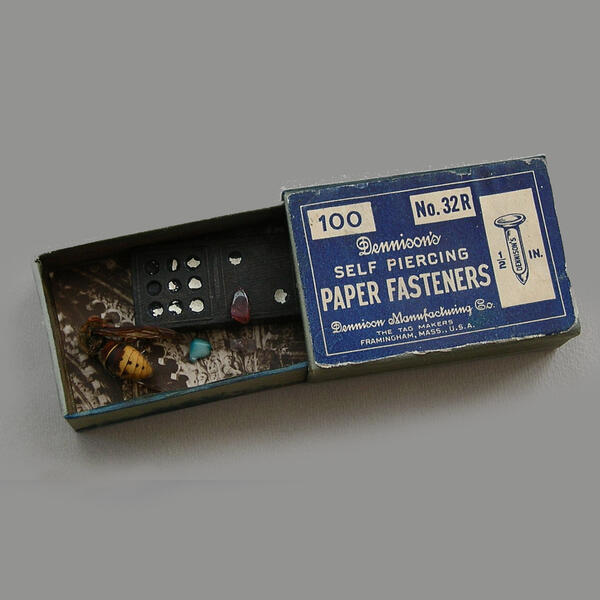 100
No. 32R
Dennison's
SELF PIERCING
PAPER FASTENERS
Dennison Manufacturing Co.
THE TAG MAKERS
FRAMINGHAM, MASS., U.S.A.
1/2 IN.
DENNISON'S